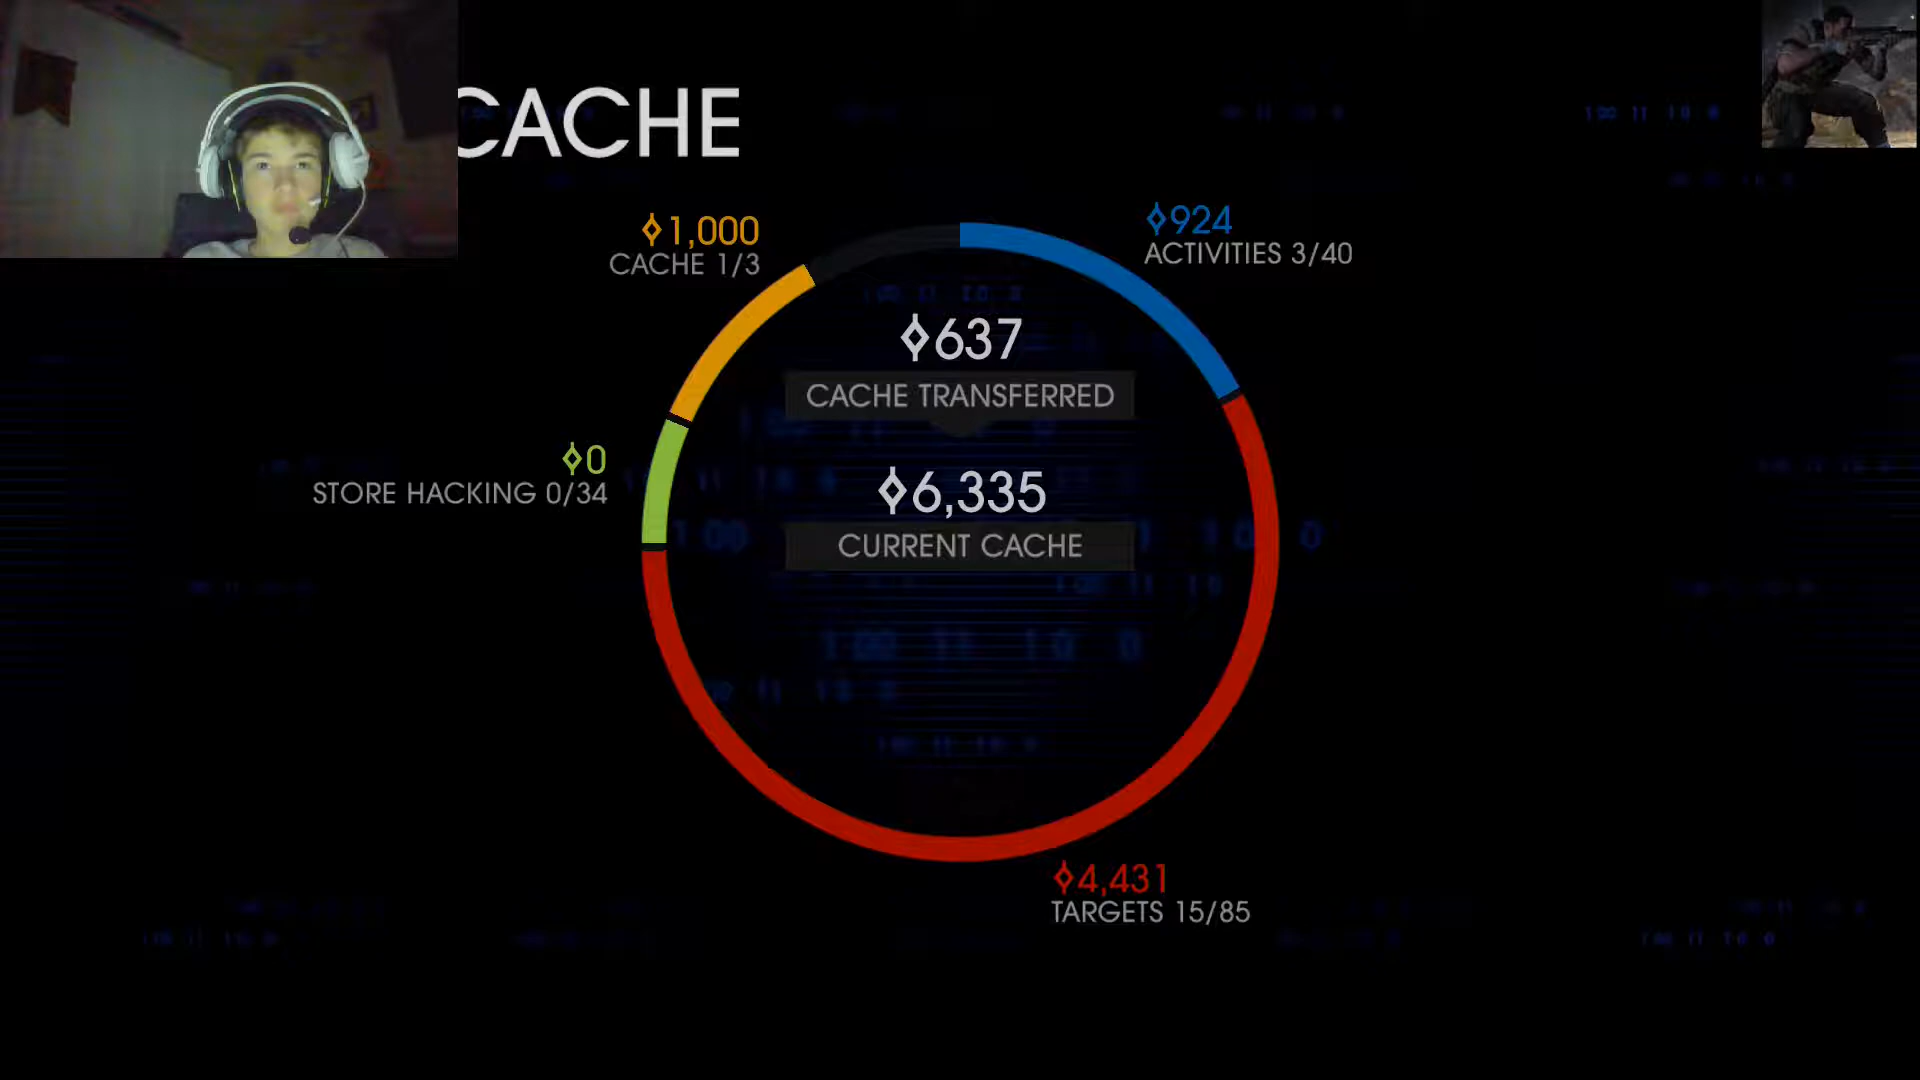 CACHE
◊1,000
CACHE 1/3
◊924
ACTIVITIES 3/40
◊637
CACHE TRANSFERRED
◊0
STORE HACKING 0/34
◊6,335
CURRENT CACHE
◊4,431
TARGETS 15/85